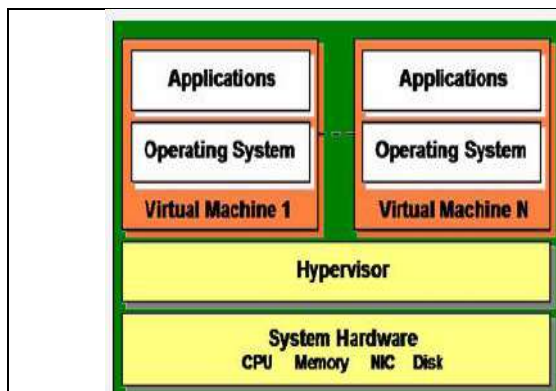 Applications
Operating System
Virtual Machine 1
Applications
Operating System
Virtual Machine N
Hypervisor
System Hardware
CPU Memory NIC Disk